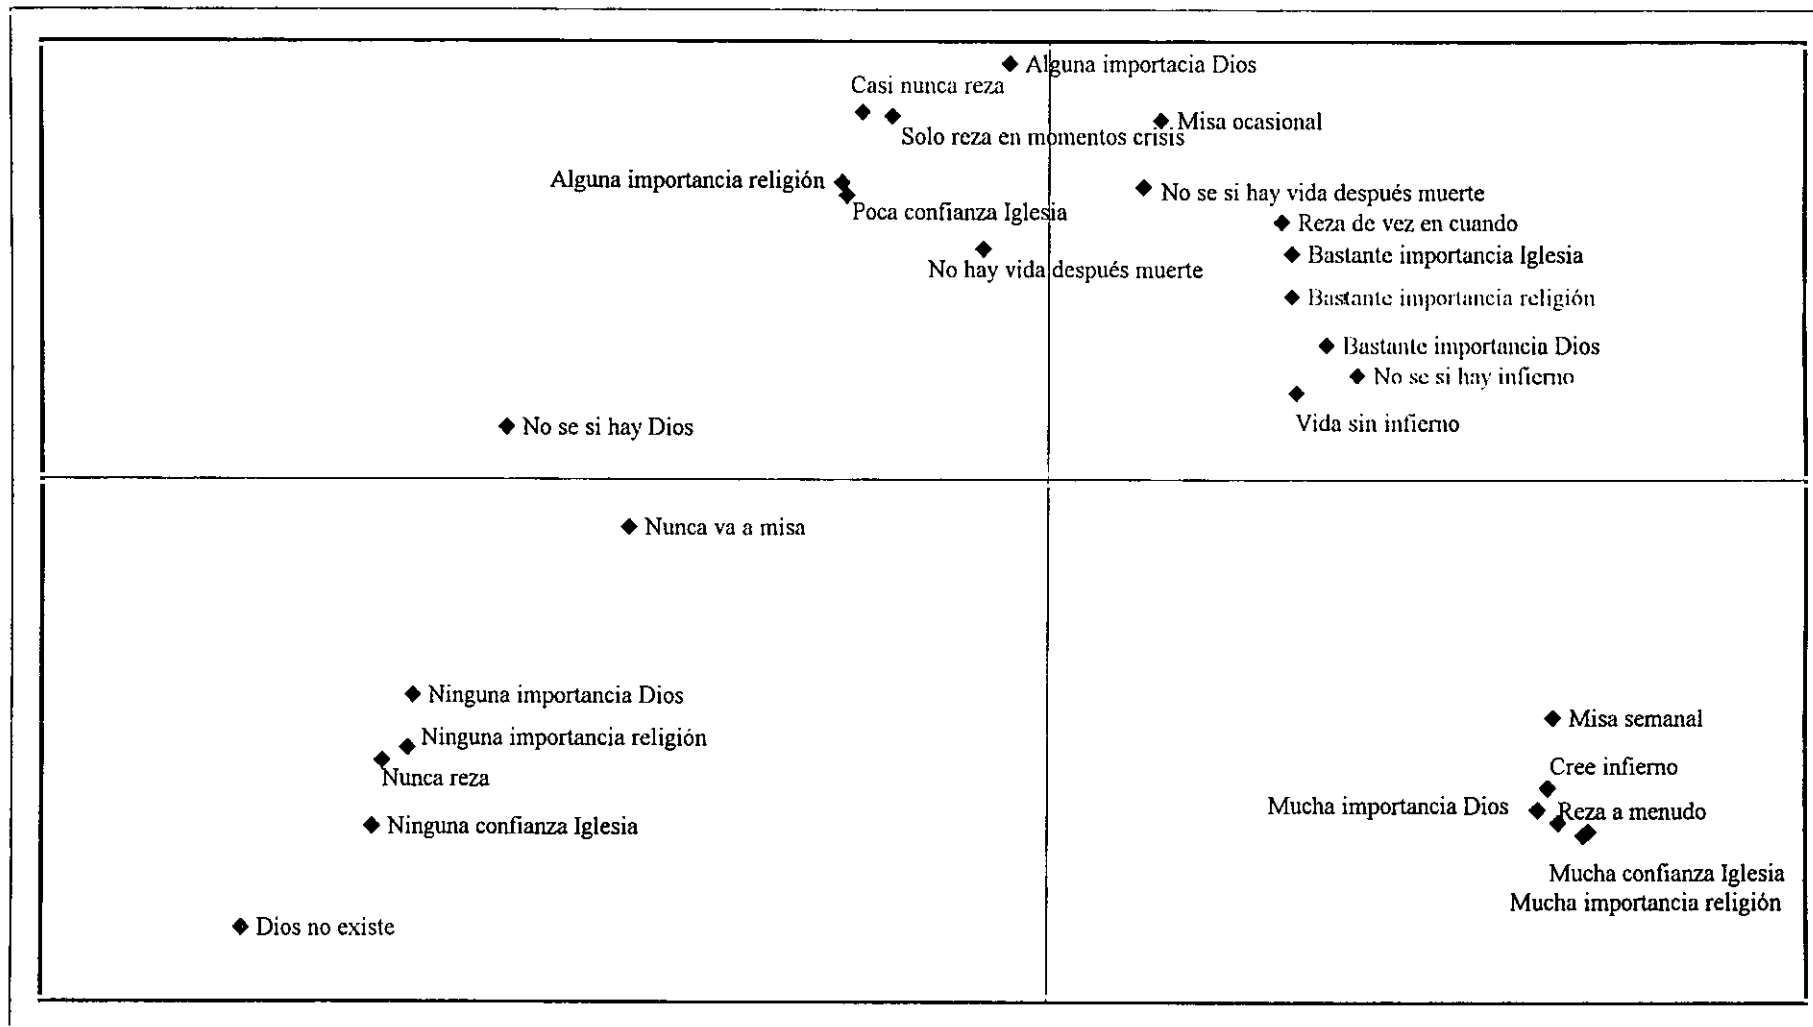 Alguna importacia Dios
Casi nunca reza
Misa ocasional
Solo reza en momentos crisis
Alguna importancia religión
No se si hay vida después muerte
Poca confianza Iglesia
Reza de vez en cuando
Bastante importancia Iglesia
No hay vida después muerte
Bastante importancia religión
Bastante importancia Dios
No se si hay infierno
Vida sin infierno
No se si hay Dios
Nunca va a misa
Ninguna importancia Dios
Misa semanal
Ninguna importancia religión
Cree infierno
Nunca reza
Mucha importancia Dios
Reza a menudo
Ninguna confianza Iglesia
Mucha confianza Iglesia
Mucha importancia religión
Dios no existe